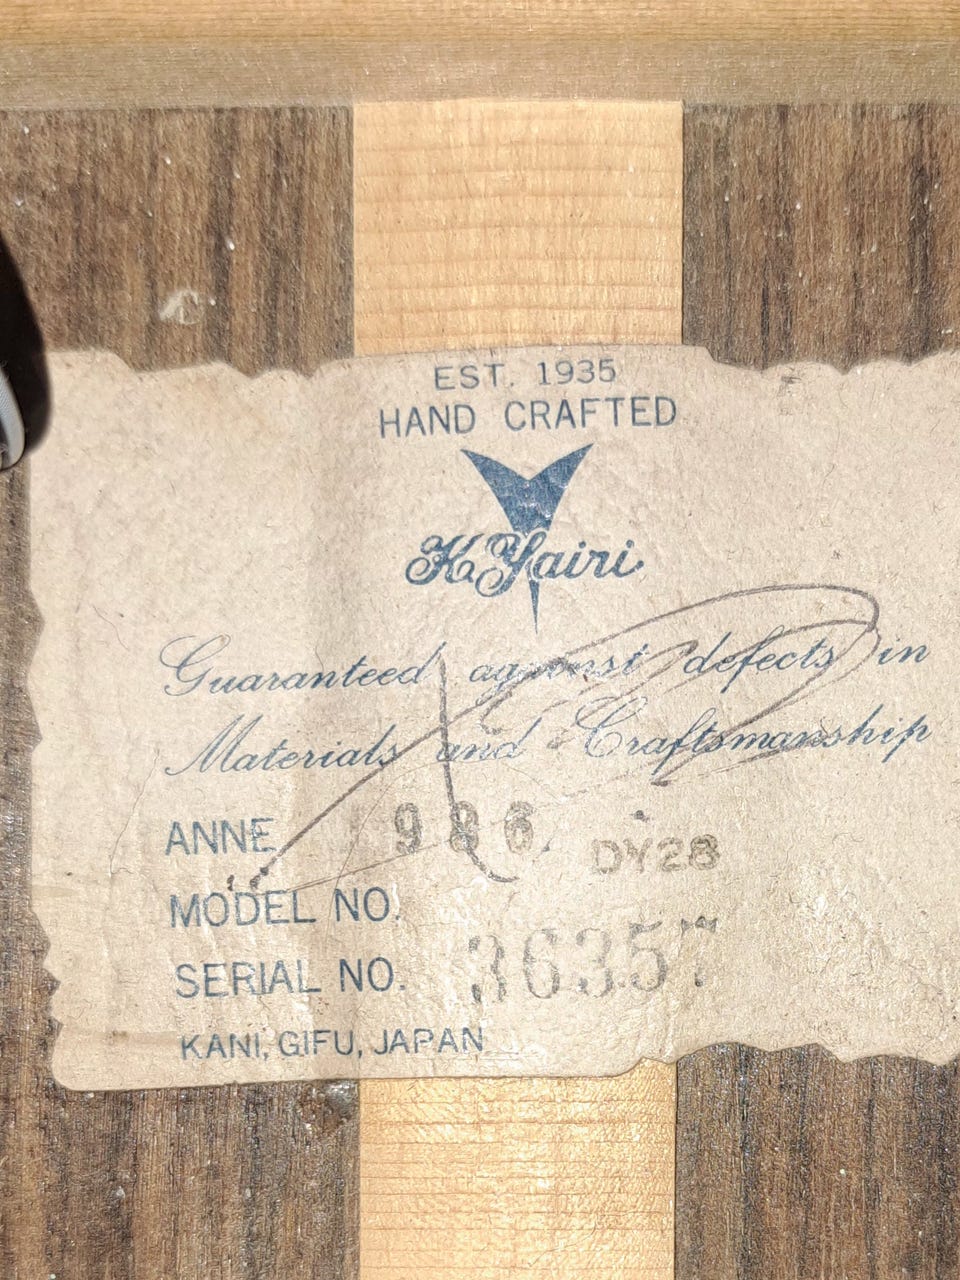 EST. 1935
HAND CRAFTED
K.Yairi
Guaranteed against defects in
Materials and Craftsmanship
ANNE 986 DY28
MODEL NO.
SERIAL NO. 36357
KANI, GIFU, JAPAN